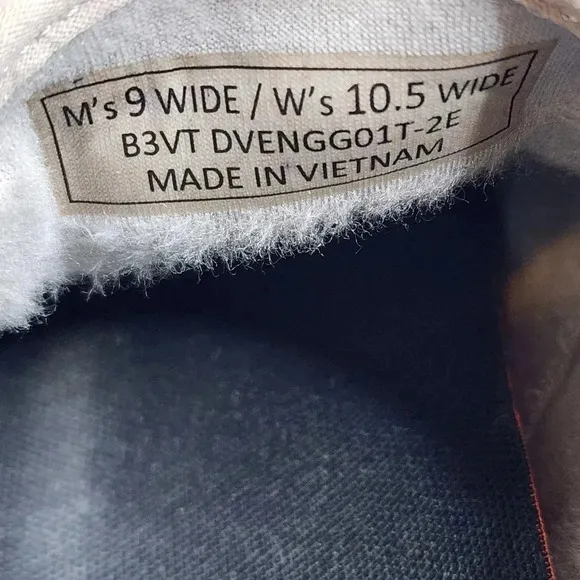 M's 9 WIDE / W's 10.5 WIDE
B3VT DVENGG01T-2E
MADE IN VIETNAM